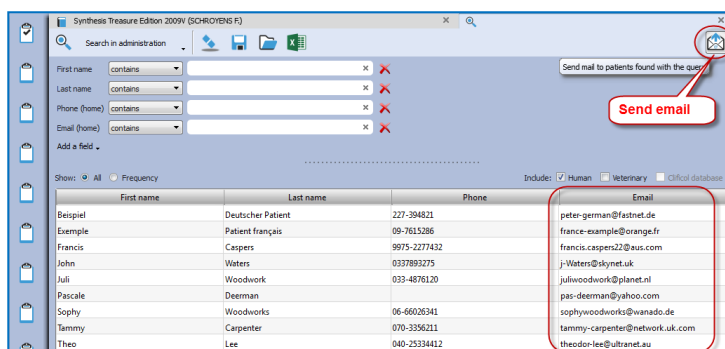 Synthesis Treasure Edition 2009V (SCHROYENS F.)
Search in administration
First name contains
Send mail to patients found with the query
Last name contains
Phone (home) contains
Send email
Email (home) contains
Add a field
Show: All Frequency Include: Human Veterinary Clificol database
First name Last name Phone Email
Beispiel Deutscher Patient 227-394821 peter-german@fastnet.de
Exemple Patient français 09-7615286 france-example@orange.fr
Francis Caspers 9975-2277432 francis.caspers22@aus.com
John Waters 0337893275 j-Waters@skynet.uk
Juli Woodwork 033-4876120 juliwoodwork@planet.nl
Pascale Deerman pas-deerman@yahoo.com
Sophy Woodworks 06-66026341 sophywoodworks@wanado.de
Tammy Carpenter 070-3356211 tammy-carpenter@network.uk.com
Theo Lee 040-25334412 theodor-lee@ultranet.au